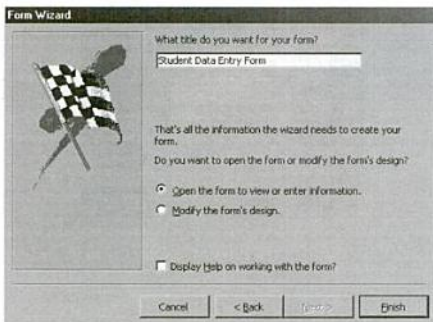 Form Wizard
What title do you want for your form?
Student Data Entry Form
That's all the information the wizard needs to create your
form.
Do you want to open the form or modify the form's design?
Open the form to view or enter information.
Modify the form's design.
Display Help on working with the form?
Cancel
< Back
Next >
Finish